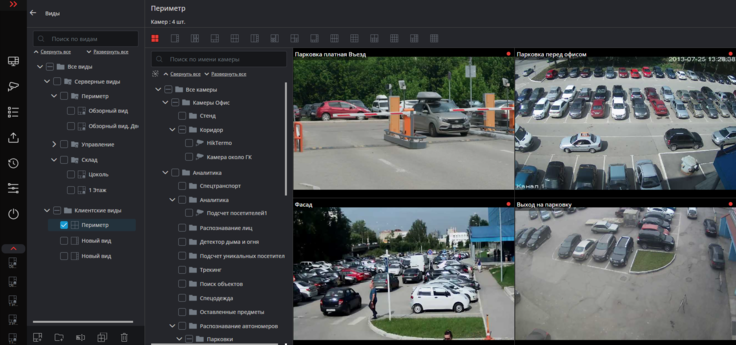 Виды
Поиск по видам
Свернуть все
Развернуть все
Все виды
Серверные виды
Периметр
Обзорный вид
Обзорный вид. Дв
Управление
Склад
Цоколь
1 Этаж
Клиентские виды
Периметр
Новый вид
Новый вид
Периметр
Камер : 4 шт.
Поиск по имени камеры
Свернуть все
Развернуть все
Все камеры
Камеры Офис
Стенд
Коридор
HikTermo
Камера около ГК
Аналитика
Спецтранспорт
Аналитика
Подсчет посетителей1
Распознавание лиц
Детектор дыма и огня
Подсчет уникальных посетител
Трекинг
Поиск объектов
Спецодежда
Оставленные предметы
Распознавание автономеров
Парковки
Парковка платная Въезд
Парковка перед офисом
2013-07-25 13:28:38
Канал 1
Фасад
Выход на парковку